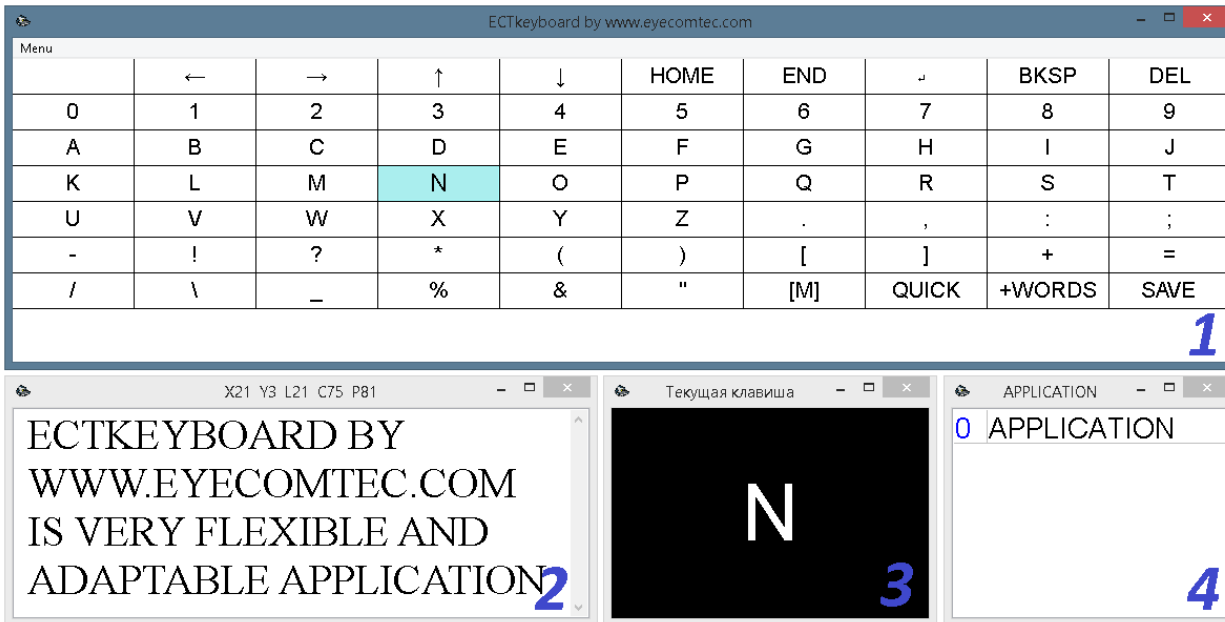 ECTkeyboard by www.eyecomtec.com
Menu
← → ↑ ↓ HOME END ↵ BKSP DEL
0 1 2 3 4 5 6 7 8 9
A B C D E F G H I J
K L M N O P Q R S T
U V W X Y Z . , : ;
- ! ? * ( ) [ ] + =
/ \ _ % & " [M] QUICK +WORDS SAVE
1
X21 Y3 L21 C75 P81
ECTKEYBOARD BY
WWW.EYECOMTEC.COM
IS VERY FLEXIBLE AND
ADAPTABLE APPLICATION
2
Текущая клавиша
N
3
APPLICATION
0 APPLICATION
4